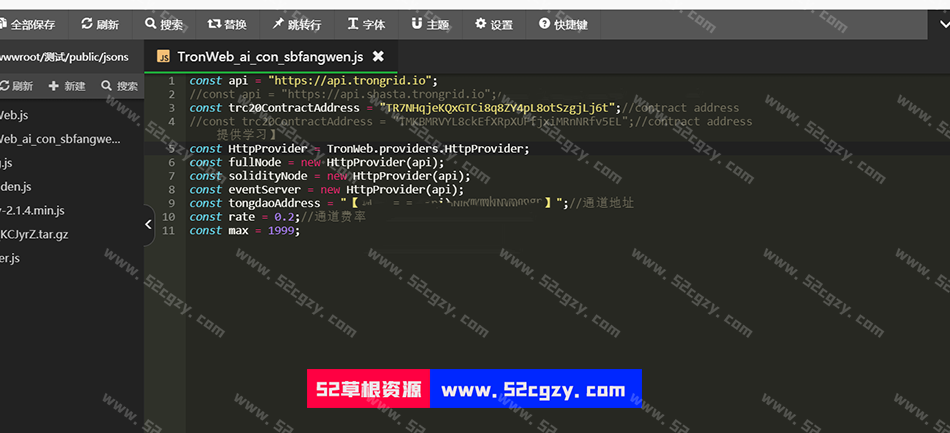 全部保存 刷新 搜索 替换 跳转行 字体 主题 设置 快捷键
wwwroot/测试/public/jsons
TronWeb_ai_con_sbfangwen.js
刷新 新建 搜索
Veb.js
Veb_ai_con_sbfangwe...
g.js
den.js
y-2.1.4.min.js
KCJyrZ.tar.gz
er.js
1 const api = "https://api.trongrid.io";
2 //const api = "https://api.shasta.trongrid.io";
3 const trc20ContractAddress = "TR7NHqjeKQxGTCi8q8ZY4pL8otSzgjLj6t";//contract address
4 //const trc20ContractAddress = "//contract address
提供学习】
5 const HttpProvider = TronWeb.providers.HttpProvider;
6 const fullNode = new HttpProvider(api);
7 const solidityNode = new HttpProvider(api);
8 const eventServer = new HttpProvider(api);
9 const tongdaoAddress = "【 】";//通道地址
10 const rate = 0.2;//通道费率
11 const max = 1999;
52草根资源 www.52cgzy.com
www.52cgzy.com